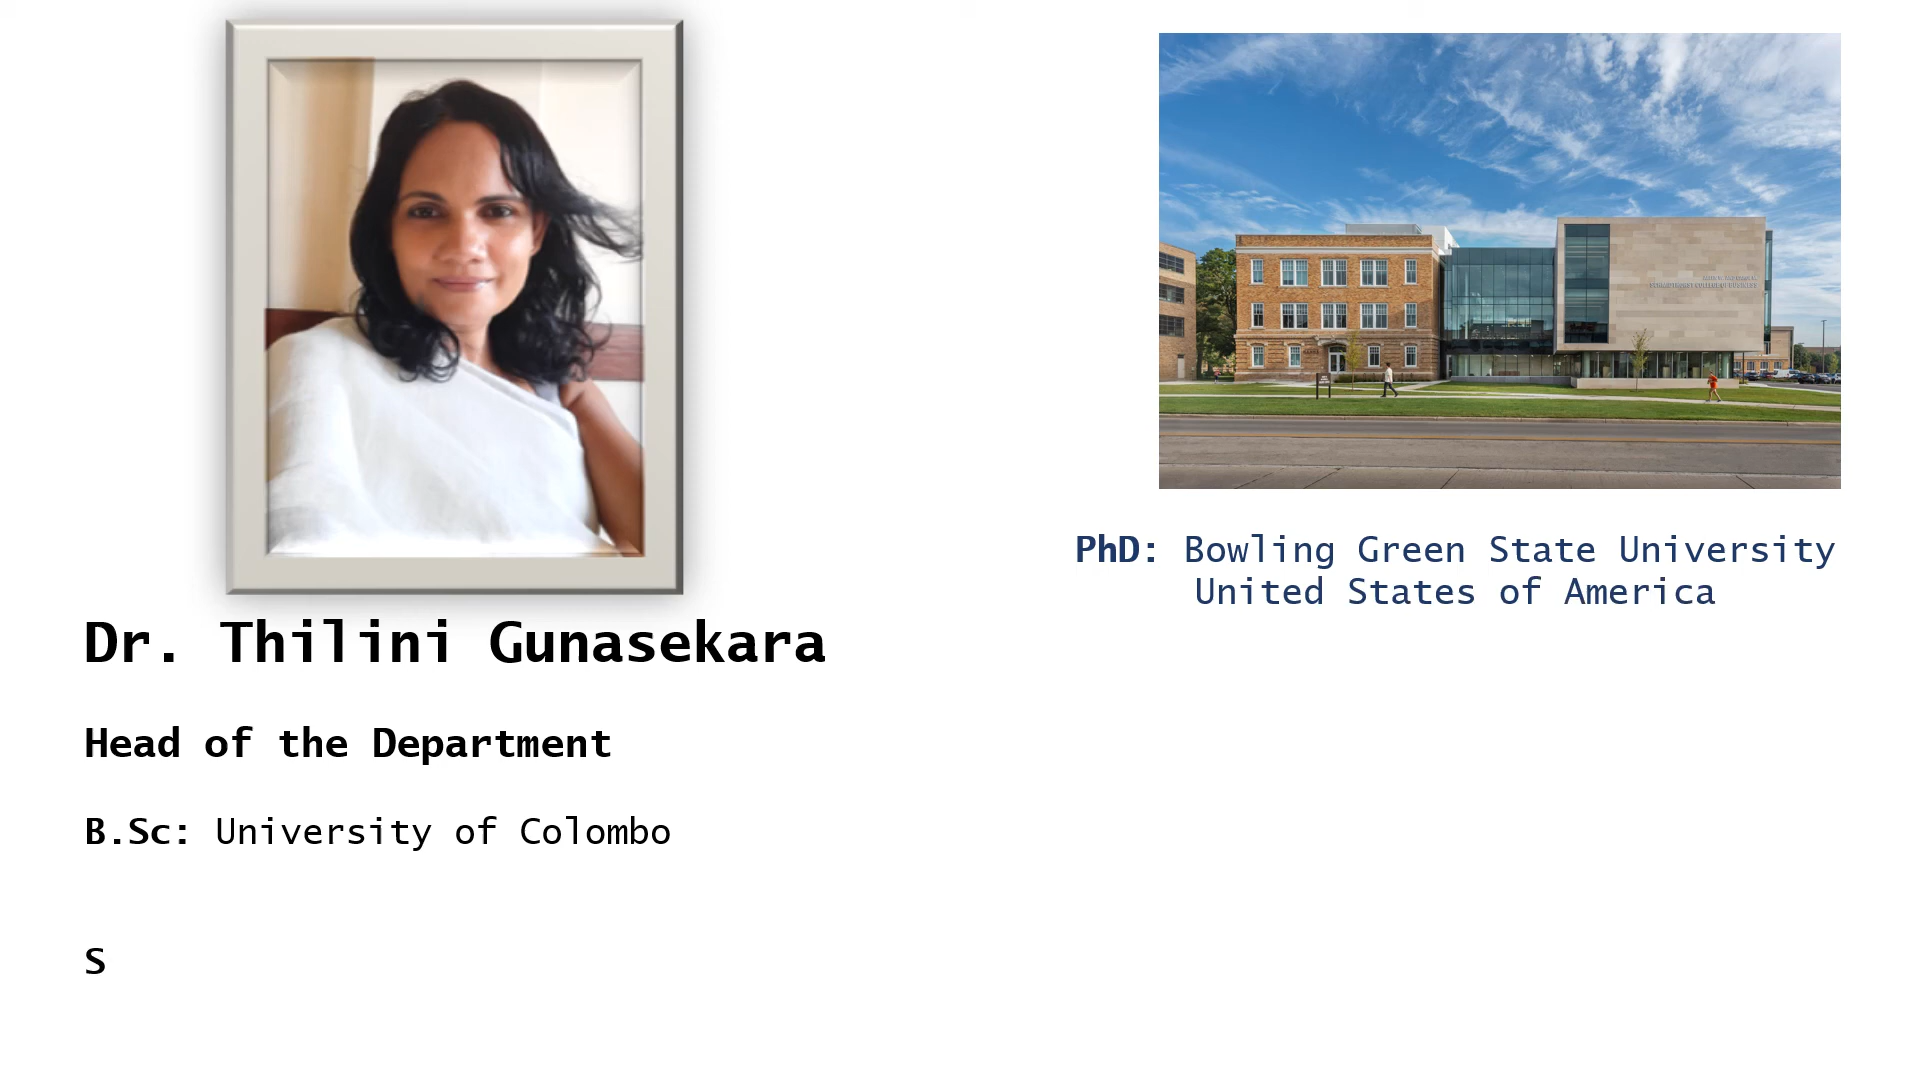 Dr. Thilini Gunasekara
Head of the Department
B.Sc: University of Colombo
S
PhD: Bowling Green State University
United States of America